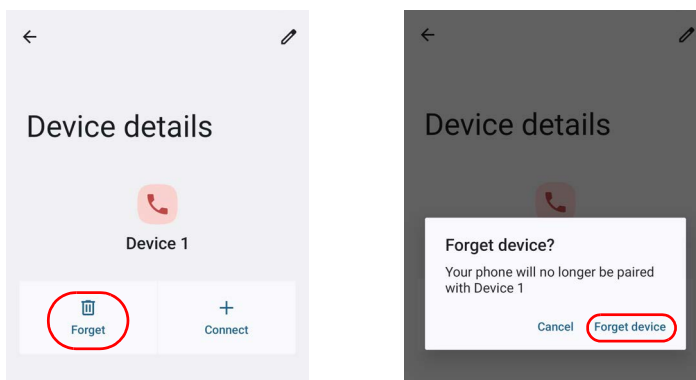 Device details
Device 1
Forget
Connect
Device details
Forget device?
Your phone will no longer be paired
with Device 1
Cancel
Forget device